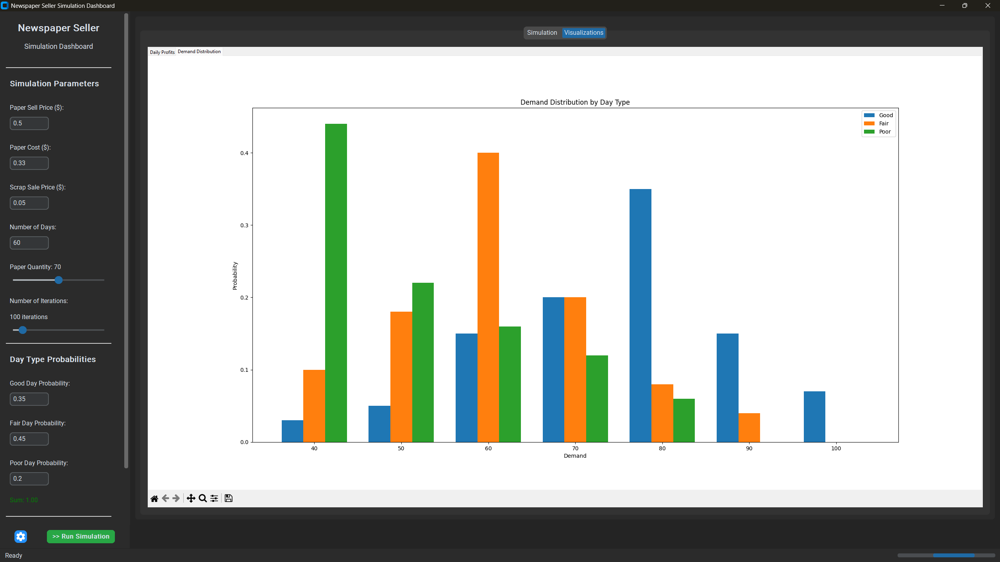 Newspaper Seller Simulation Dashboard
Newspaper Seller
Simulation Dashboard
Simulation Parameters
Paper Sell Price ($):
0.5
Paper Cost ($):
0.33
Scrap Sale Price ($):
0.05
Number of Days:
60
Paper Quantity: 70
Number of Iterations:
100 iterations
Day Type Probabilities
Good Day Probability:
0.35
Fair Day Probability:
0.45
Poor Day Probability:
0.2
Sum: 1.00
>> Run Simulation
Ready
Simulation Visualizations
Daily Profits Demand Distribution
Demand Distribution by Day Type
Good
Fair
Poor
0.4
0.3
0.2
0.1
0.0
Probability
40 50 60 70 80 90 100
Demand